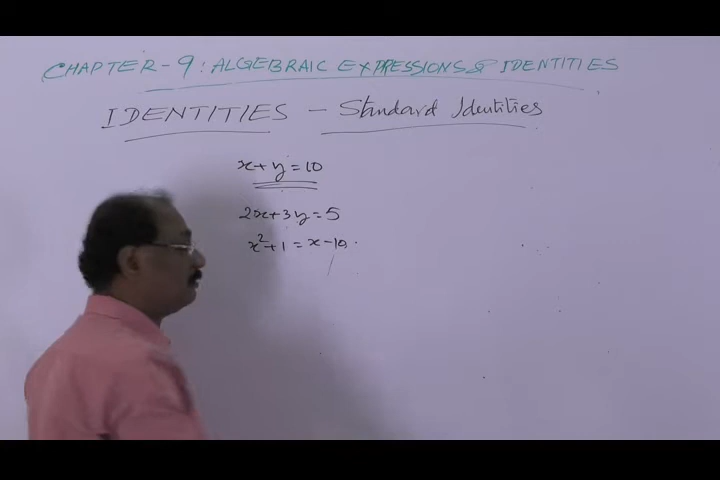 CHAPTER-9: ALGEBRAIC EXPRESSIONS & IDENTITIES
IDENTITIES - Standard Identities
x+y=10
2x+3y=5
x²+1=x-10